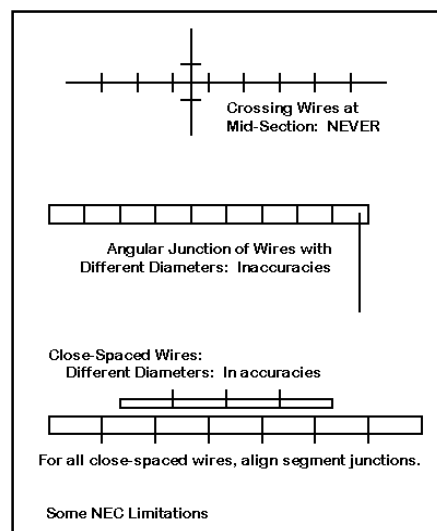 Crossing Wires at
Mid-Section: NEVER
Angular Junction of Wires with
Different Diameters: Inaccuracies
Close-Spaced Wires:
Different Diameters: In accuracies
For all close-spaced wires, align segment junctions.
Some NEC Limitations